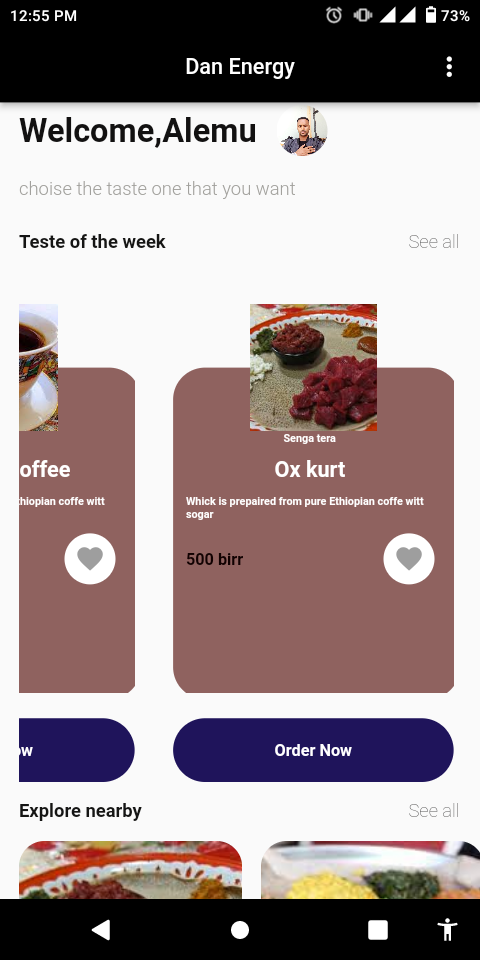 12:55 PM
73%
Dan Energy
Welcome,Alemu
choise the taste one that you want
Teste of the week
See all
Senga tera
offee
Ox kurt
thiopian coffe witt
Whick is prepaired from pure Ethiopian coffe witt
sogar
500 birr
ow
Order Now
Explore nearby
See all